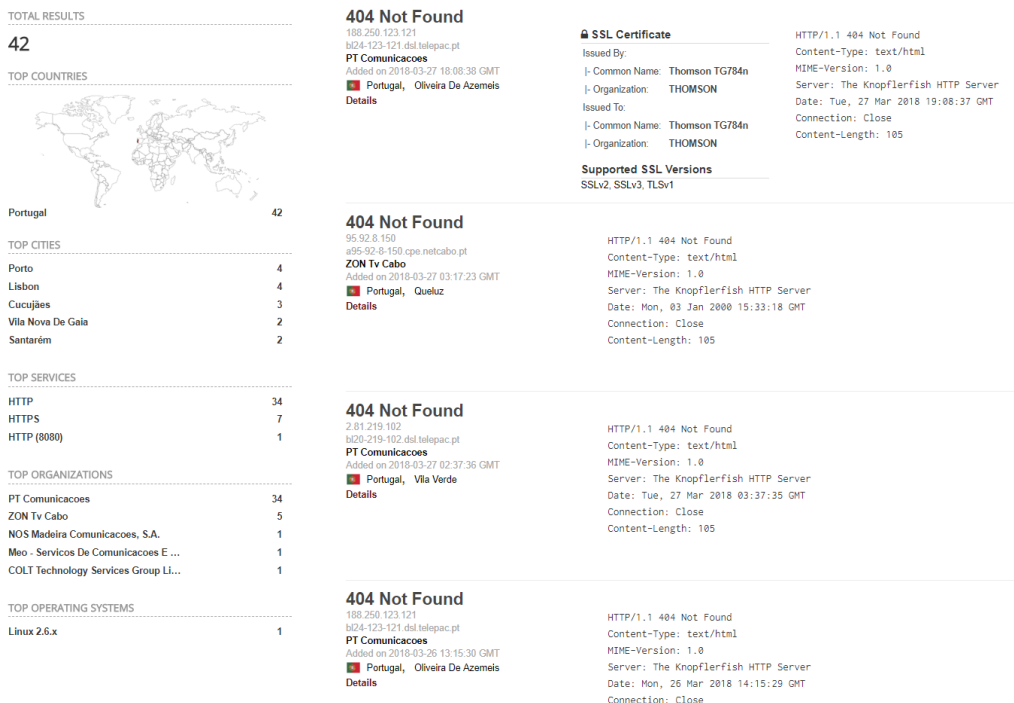 TOTAL RESULTS
42
TOP COUNTRIES
Portugal 42
TOP CITIES
Porto 4
Lisbon 4
Cucujães 3
Vila Nova De Gaia 2
Santarém 2
TOP SERVICES
HTTP 34
HTTPS 7
HTTP (8080) 1
TOP ORGANIZATIONS
PT Comunicacoes 34
ZON Tv Cabo 5
NOS Madeira Comunicacoes, S.A. 1
Meo - Servicos De Comunicacoes E ... 1
COLT Technology Services Group Li... 1
TOP OPERATING SYSTEMS
Linux 2.6.x 1
404 Not Found
188.250.123.121
bl24-123-121.dsl.telepac.pt
PT Comunicacoes
Added on 2018-03-27 18:08:38 GMT
Portugal, Oliveira De Azemeis
Details
SSL Certificate
Issued By:
|- Common Name: Thomson TG784n
|- Organization: THOMSON
Issued To:
|- Common Name: Thomson TG784n
|- Organization: THOMSON
Supported SSL Versions
SSLv2, SSLv3, TLSv1
HTTP/1.1 404 Not Found
Content-Type: text/html
MIME-Version: 1.0
Server: The Knopflerfish HTTP Server
Date: Tue, 27 Mar 2018 19:08:37 GMT
Connection: Close
Content-Length: 105
404 Not Found
95.92.8.150
a95-92-8-150.cpe.netcabo.pt
ZON Tv Cabo
Added on 2018-03-27 03:17:23 GMT
Portugal, Queluz
Details
HTTP/1.1 404 Not Found
Content-Type: text/html
MIME-Version: 1.0
Server: The Knopflerfish HTTP Server
Date: Mon, 03 Jan 2000 15:33:18 GMT
Connection: Close
Content-Length: 105
404 Not Found
2.81.219.102
bl20-219-102.dsl.telepac.pt
PT Comunicacoes
Added on 2018-03-27 02:37:36 GMT
Portugal, Vila Verde
Details
HTTP/1.1 404 Not Found
Content-Type: text/html
MIME-Version: 1.0
Server: The Knopflerfish HTTP Server
Date: Tue, 27 Mar 2018 03:37:35 GMT
Connection: Close
Content-Length: 105
404 Not Found
188.250.123.121
bl24-123-121.dsl.telepac.pt
PT Comunicacoes
Added on 2018-03-26 13:15:30 GMT
Portugal, Oliveira De Azemeis
Details
HTTP/1.1 404 Not Found
Content-Type: text/html
MIME-Version: 1.0
Server: The Knopflerfish HTTP Server
Date: Mon, 26 Mar 2018 14:15:29 GMT
Connection: Close